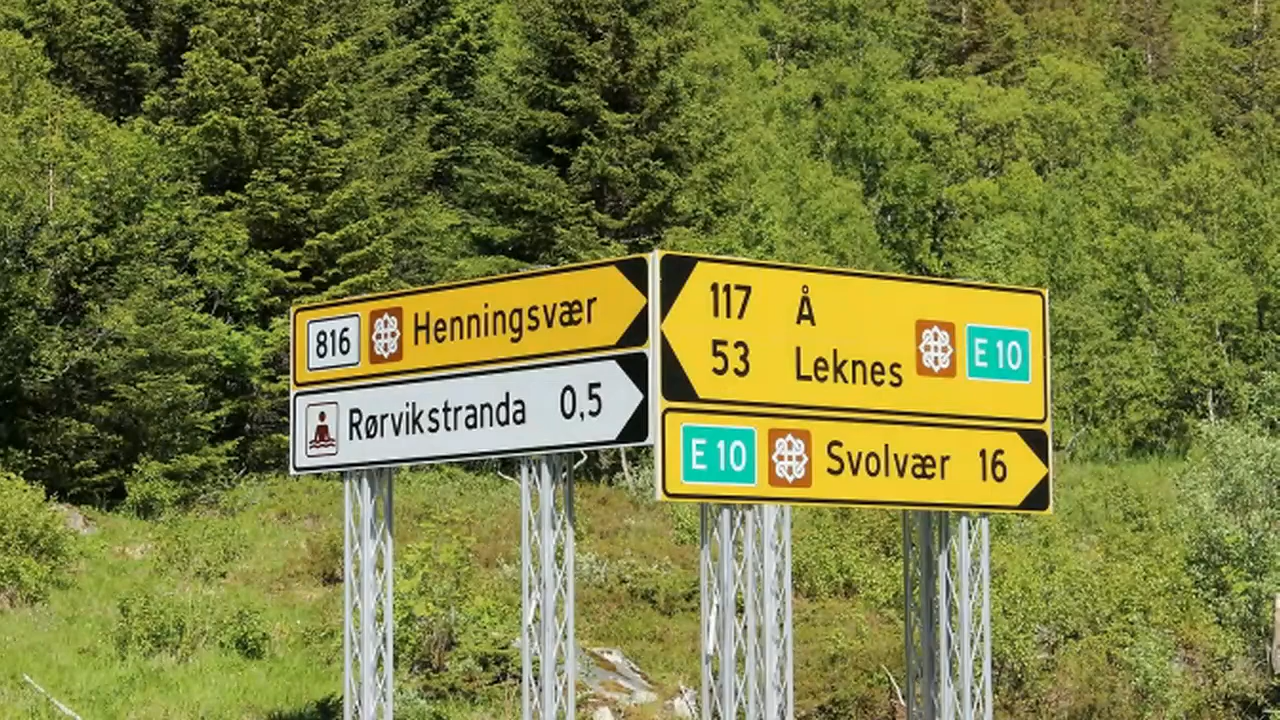 816 Henningsvær
Rørvikstranda 0,5
117 Å
53 Leknes
E 10
E 10 Svolvær 16